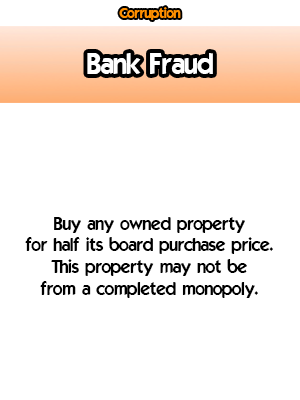 Corruption
Bank Fraud
Buy any owned property
for half its board purchase price.
This property may not be
from a completed monopoly.